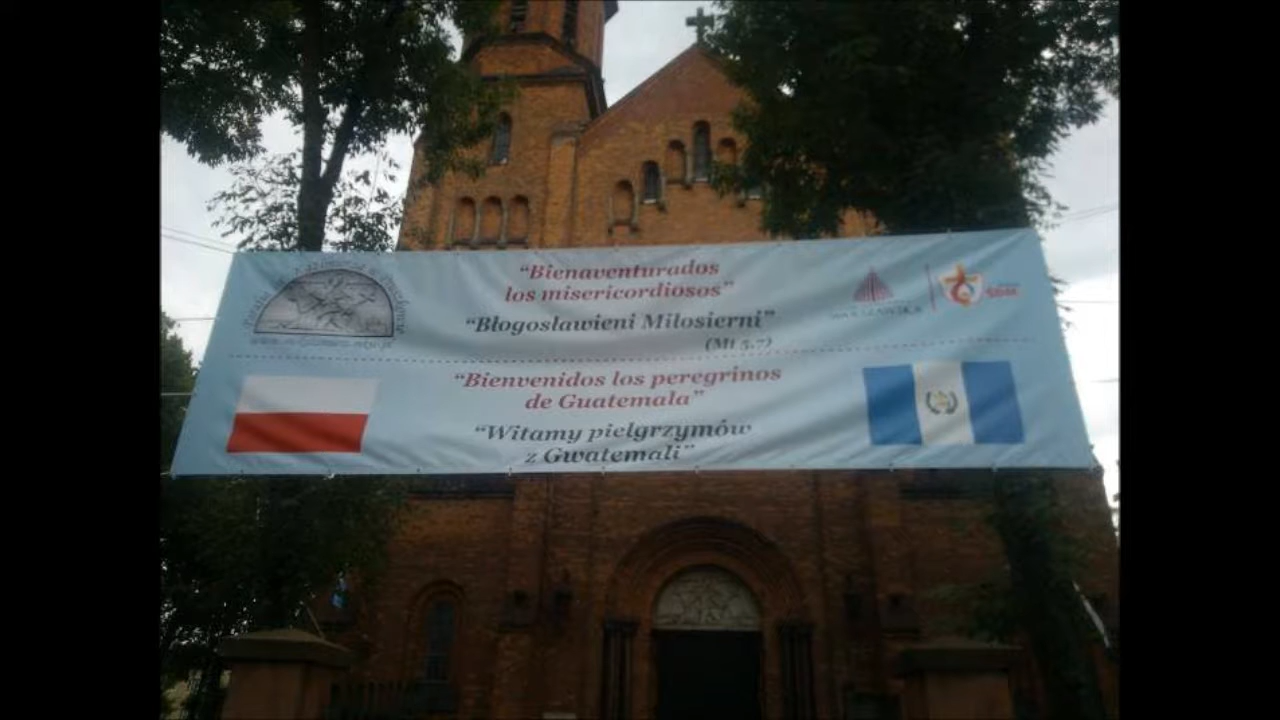 “Bienaventurados
los misericordiosos”
“Błogosławieni Miłosierni”
(Mt 5,7)
“Bienvenidos los peregrinos
de Guatemala”
“Witamy pielgrzymów
z Gwatemali”